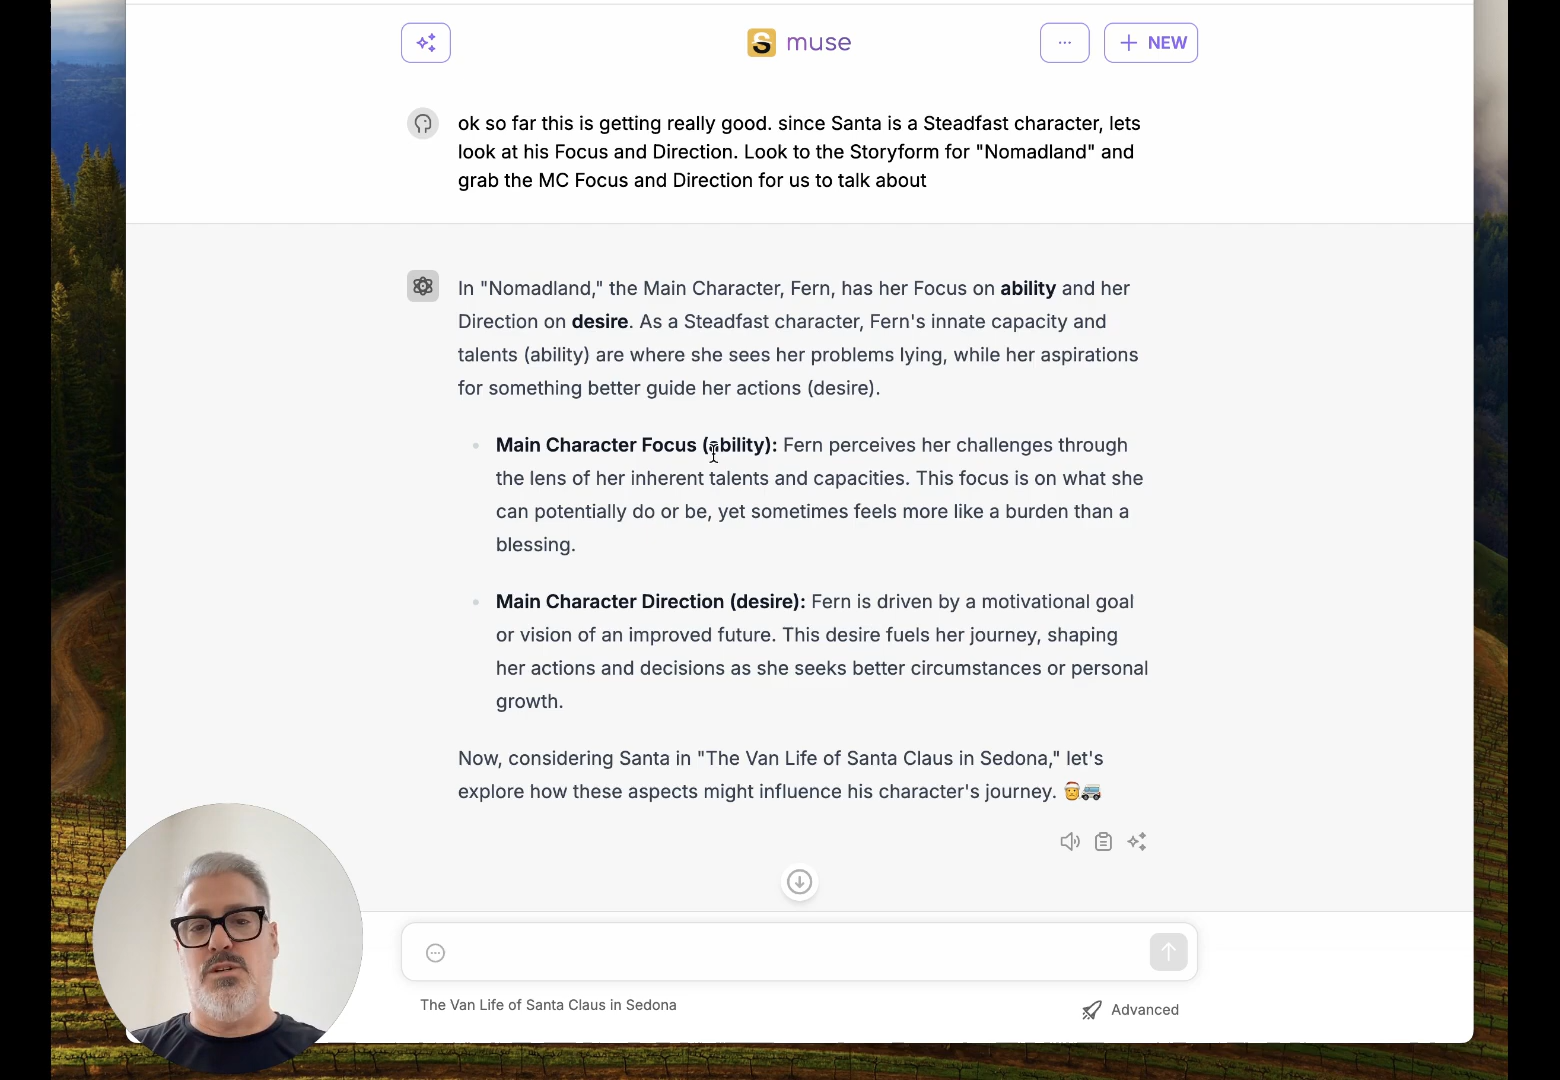 S muse
...
+ NEW
ok so far this is getting really good. since Santa is a Steadfast character, lets
look at his Focus and Direction. Look to the Storyform for "Nomadland" and
grab the MC Focus and Direction for us to talk about
In "Nomadland," the Main Character, Fern, has her Focus on ability and her
Direction on desire. As a Steadfast character, Fern's innate capacity and
talents (ability) are where she sees her problems lying, while her aspirations
for something better guide her actions (desire).
Main Character Focus (ability): Fern perceives her challenges through
the lens of her inherent talents and capacities. This focus is on what she
can potentially do or be, yet sometimes feels more like a burden than a
blessing.
Main Character Direction (desire): Fern is driven by a motivational goal
or vision of an improved future. This desire fuels her journey, shaping
her actions and decisions as she seeks better circumstances or personal
growth.
Now, considering Santa in "The Van Life of Santa Claus in Sedona," let's
explore how these aspects might influence his character's journey. 🎅🚐
The Van Life of Santa Claus in Sedona
Advanced